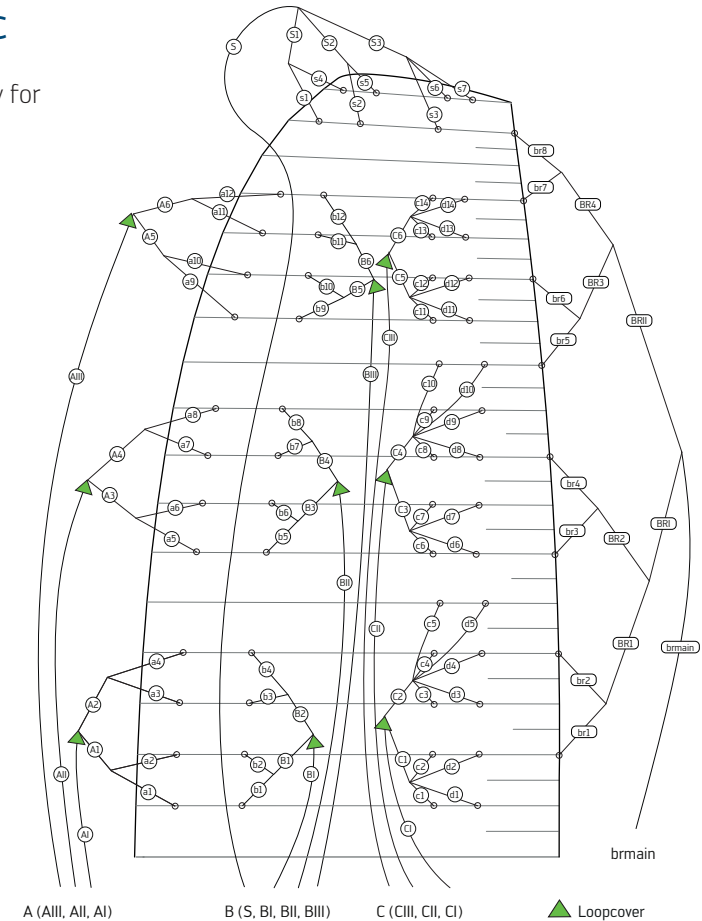 C
y for
S
S1
S2
S3
s4
s5
s6
s7
s1
s2
s3
br8
br7
BR4
a12
A6
a11
A5
a10
a9
b12
b11
B6
b10
B5
b9
c14
d14
c13
d13
C6
C5
c12
d12
c11
d11
br6
BR3
BRII
br5
CIII
AIII
BIII
c10
d10
a8
b8
c9
d9
a7
b7
A4
B4
C4
c8
d8
br4
A3
a6
b6
B3
C3
c7
d7
BRI
br3
BR2
a5
b5
c6
d6
BII
CII
c5
d5
BR1
brmain
a4
b4
c4
d4
a3
b3
br2
A2
B2
C2
c3
d3
br1
A1
a2
b2
B1
C1
c2
d2
AII
BI
a1
b1
c1
d1
AI
CI
brmain
A (AIII, AII, AI)
B (S, BI, BII, BIII)
C (CIII, CII, CI)
Loopcover